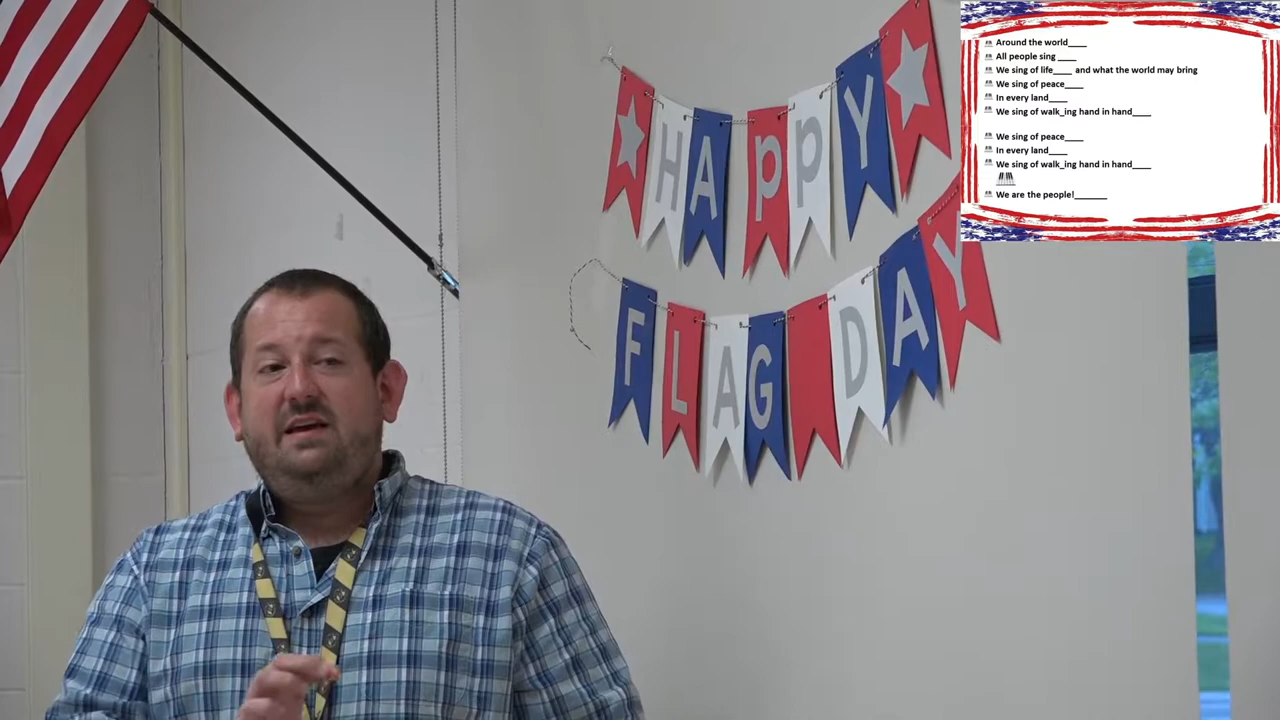 HAPPY
FLAG DAY
Around the world____
All people sing ____
We sing of life____ and what the world may bring
We sing of peace____
In every land____
We sing of walk_ing hand in hand____
We sing of peace____
In every land____
We sing of walk_ing hand in hand____
We are the people!_______